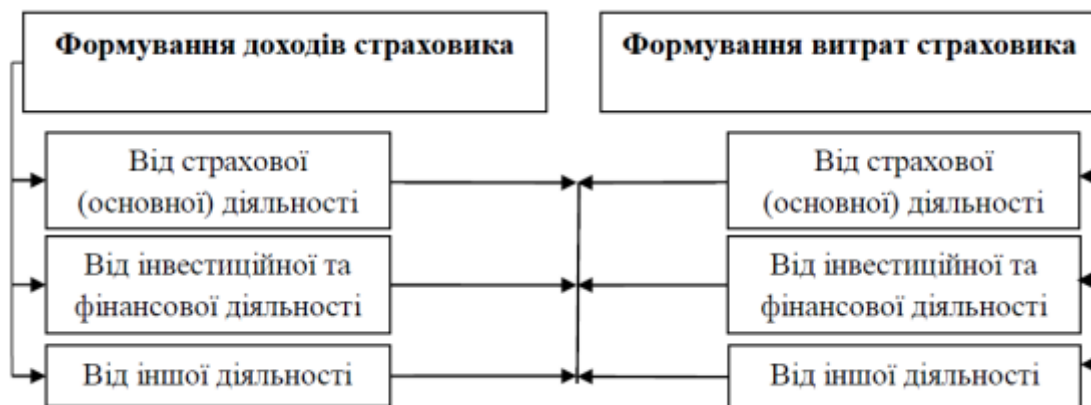 Формування доходів страховика
Формування витрат страховика
Від страхової
(основної) діяльності
Від страхової
(основної) діяльності
Від інвестиційної та
фінансової діяльності
Від інвестиційної та
фінансової діяльності
Від іншої діяльності
Від іншої діяльності